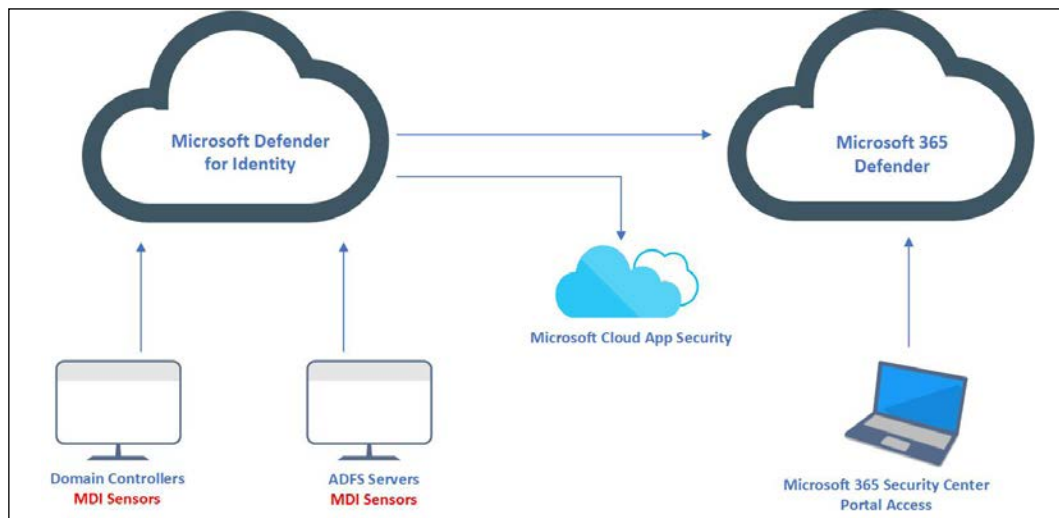 Microsoft Defender
for Identity
Microsoft 365
Defender
Microsoft Cloud App Security
Domain Controllers
MDI Sensors
ADFS Servers
MDI Sensors
Microsoft 365 Security Center
Portal Access